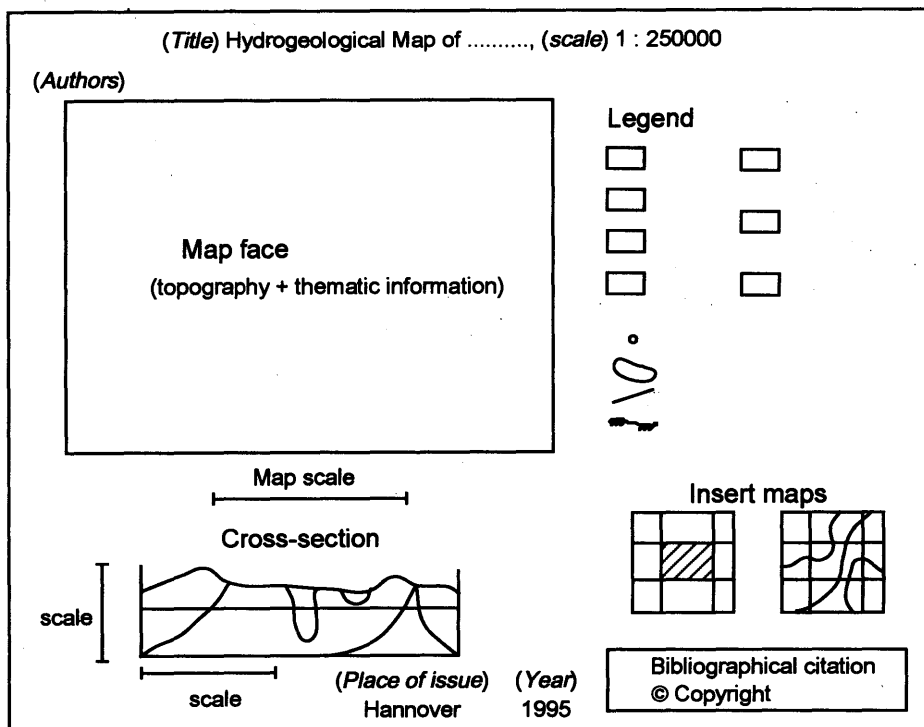 (Title) Hydrogeological Map of .........., (scale) 1 : 250000
(Authors)
Legend
Map face
(topography + thematic information)
Map scale
Insert maps
Cross-section
scale
scale
(Place of issue) (Year)
Hannover 1995
Bibliographical citation
© Copyright